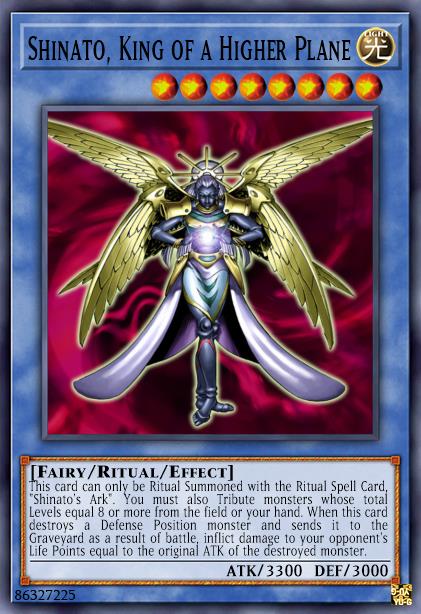 Shinato, King of a Higher Plane
LIGHT
光
[Fairy/Ritual/Effect]
This card can only be Ritual Summoned with the Ritual Spell Card,
"Shinato's Ark". You must also Tribute monsters whose total
Levels equal 8 or more from the field or your hand. When this card
destroys a Defense Position monster and sends it to the
Graveyard as a result of battle, inflict damage to your opponent's
Life Points equal to the original ATK of the destroyed monster.
ATK/3300 DEF/3000
86327225